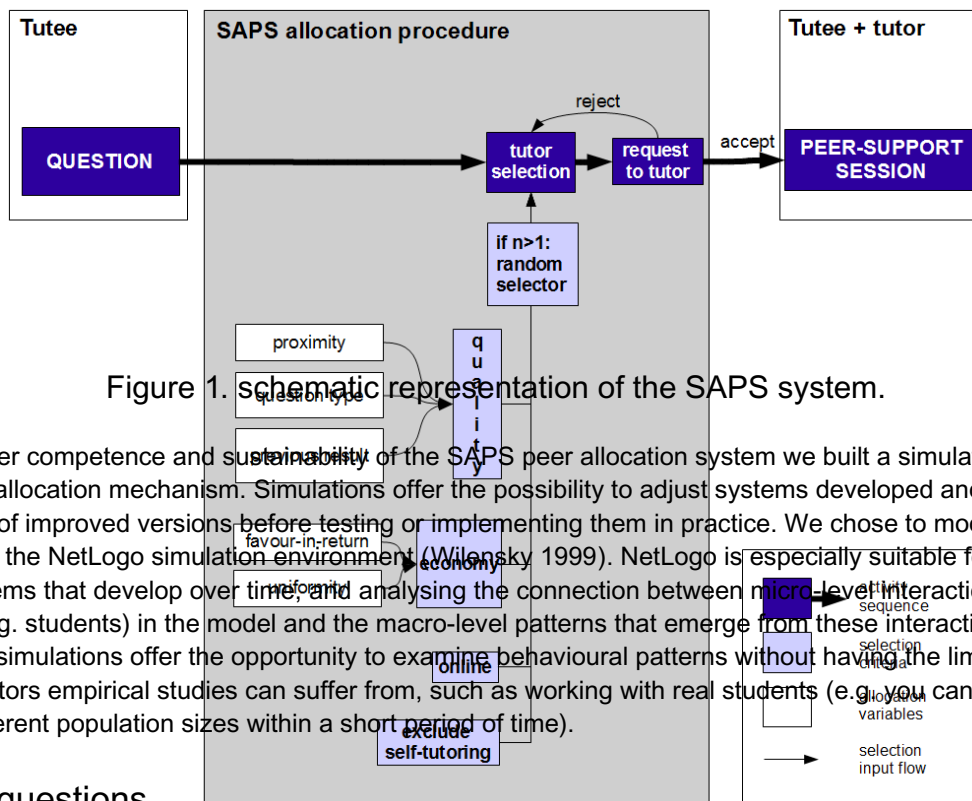 Tutee
SAPS allocation procedure
Tutee + tutor
reject
QUESTION
tutor
selection
request
to tutor
accept
PEER-SUPPORT
SESSION
if n>1:
random
selector
proximity
quality
Figure 1. schematic representation of the SAPS system.
question type
previous result
er competence and sustainability of the SAPS peer allocation system we built a simula
allocation mechanism. Simulations offer the possibility to adjust systems developed and
of improved versions before testing or implementing them in practice. We chose to mo
favour-in-return
the NetLogo simulation environment (Wilensky 1999). NetLogo is especially suitable f
economy
uniformity
ems that develop over time, and analysing the connection between micro-level interactio
activity
sequence
g. students) in the model and the macro-level patterns that emerge from these interacti
selection
criteria
simulations offer the opportunity to examine behavioural patterns without having the lim
online
tors empirical studies can suffer from, such as working with real students (e.g. you can
allocation
variables
erent population sizes within a short period of time).
exclude
self-tutoring
selection
input flow
questions